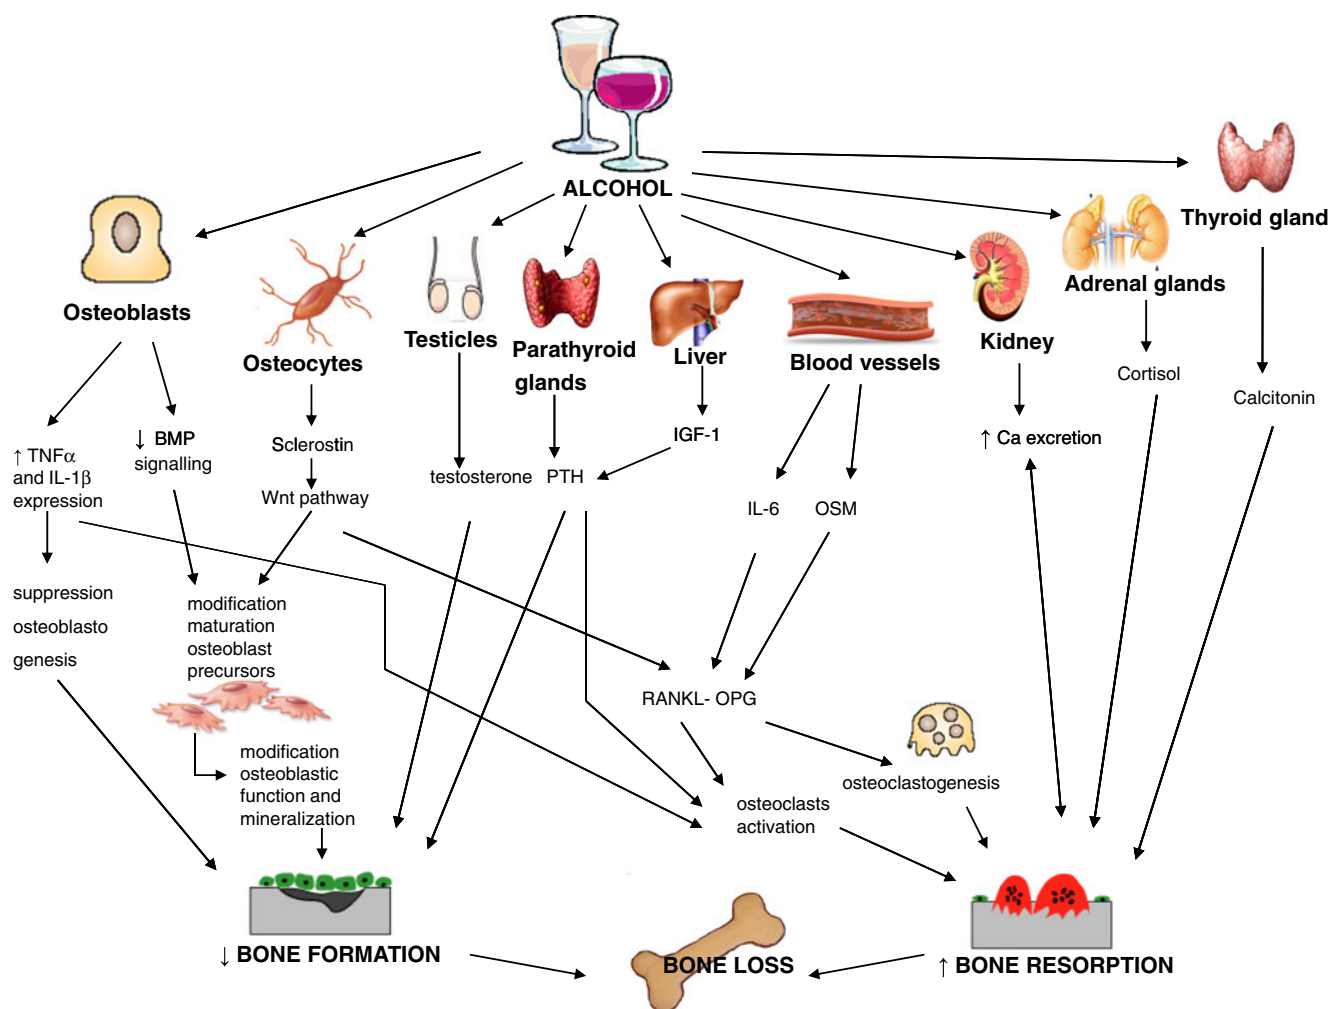 ALCOHOL
Thyroid gland
Adrenal glands
Osteoblasts
Osteocytes
Testicles
Parathyroid
glands
Liver
Blood vessels
Kidney
Cortisol
Calcitonin
↑ TNFα
and IL-1β
expression
↓ BMP
signalling
Sclerostin
Wnt pathway
testosterone
PTH
IGF-1
IL-6
OSM
↑ Ca excretion
suppression
osteoblasto
genesis
modification
maturation
osteoblast
precursors
modification
osteoblastic
function and
mineralization
RANKL- OPG
osteoclastogenesis
osteoclasts
activation
↓ BONE FORMATION
BONE LOSS
↑ BONE RESORPTION